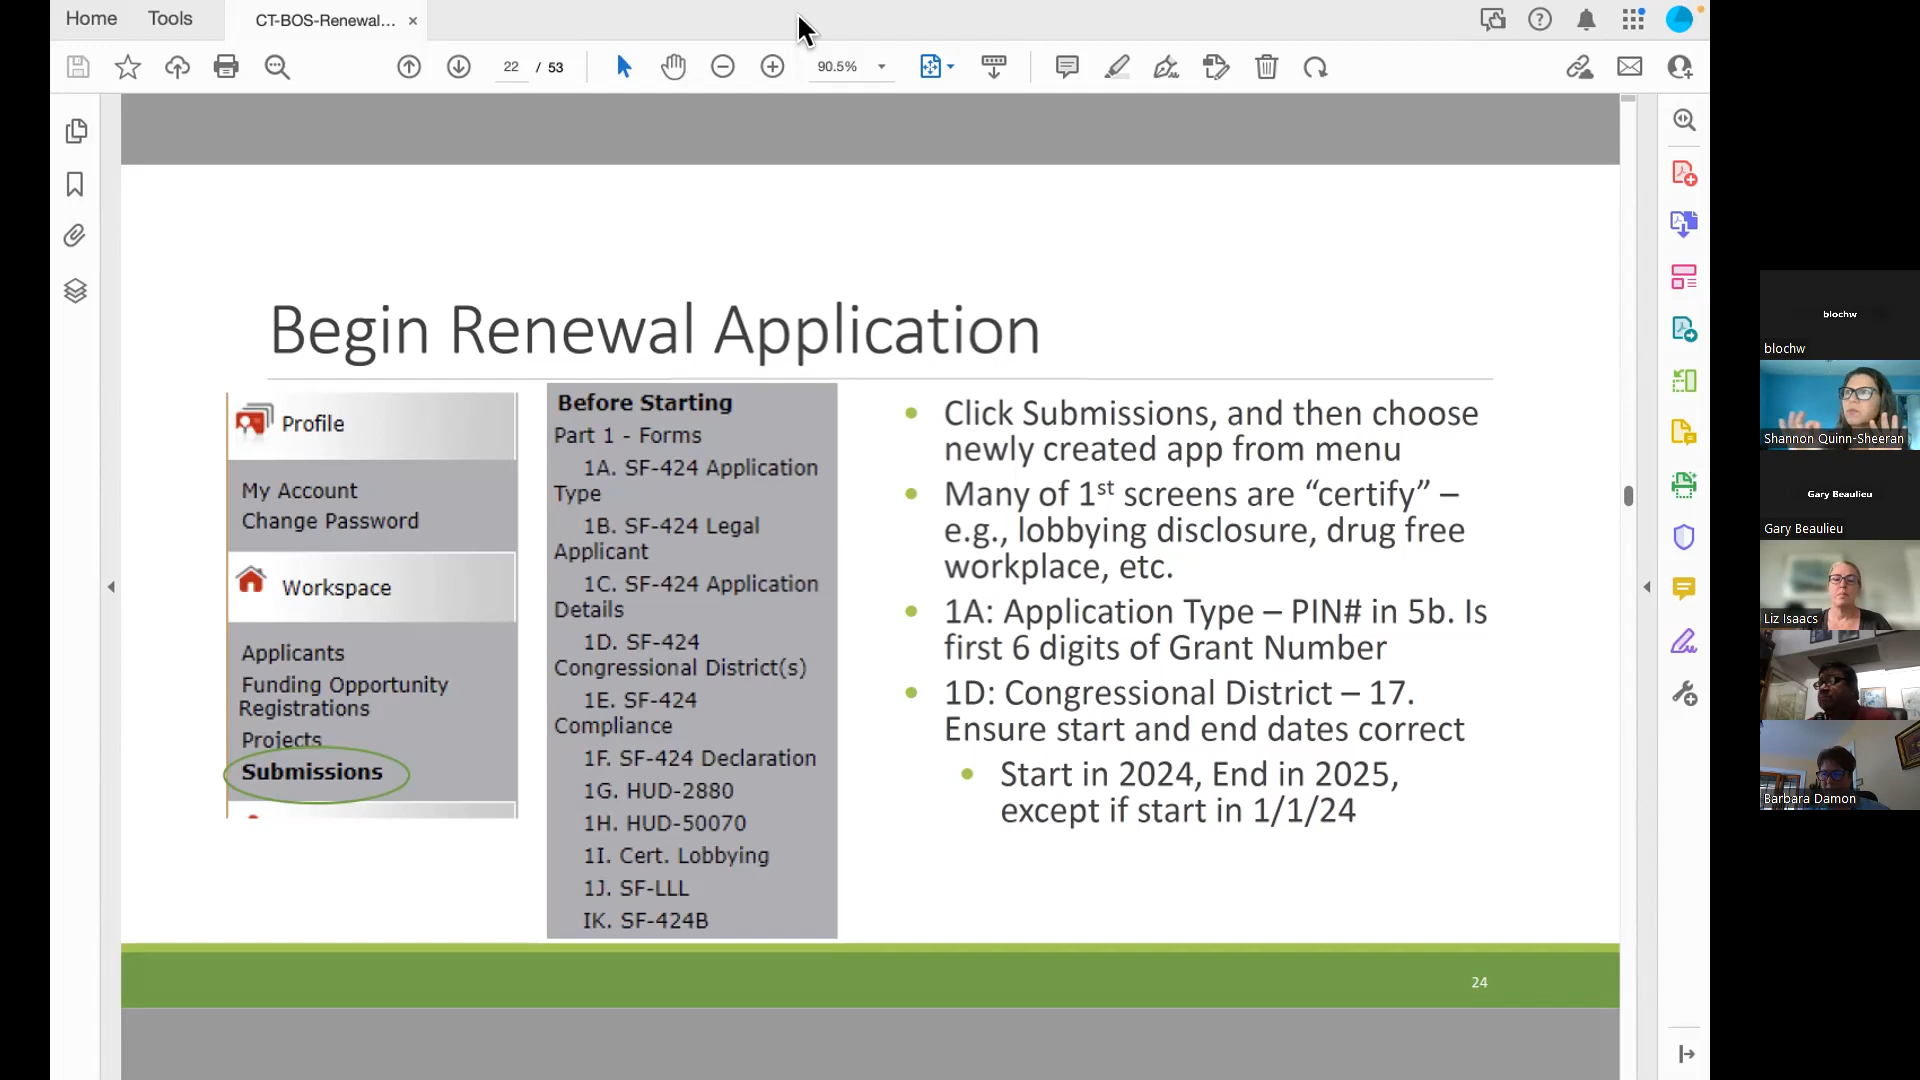 Home
Tools
CT-BOS-Renewal...
22 / 53
90.5%
Begin Renewal Application
Profile
My Account
Change Password
Workspace
Applicants
Funding Opportunity
Registrations
Projects
Submissions
Before Starting
Part 1 - Forms
1A. SF-424 Application
Type
1B. SF-424 Legal
Applicant
1C. SF-424 Application
Details
1D. SF-424
Congressional District(s)
1E. SF-424
Compliance
1F. SF-424 Declaration
1G. HUD-2880
1H. HUD-50070
1I. Cert. Lobbying
1J. SF-LLL
IK. SF-424B
• Click Submissions, and then choose
newly created app from menu
• Many of 1st screens are “certify” –
e.g., lobbying disclosure, drug free
workplace, etc.
• 1A: Application Type – PIN# in 5b. Is
first 6 digits of Grant Number
• 1D: Congressional District – 17.
Ensure start and end dates correct
• Start in 2024, End in 2025,
except if start in 1/1/24
24
blochw
blochw
Shannon Quinn-Sheeran
Gary Beaulieu
Gary Beaulieu
Liz Isaacs
Barbara Damon